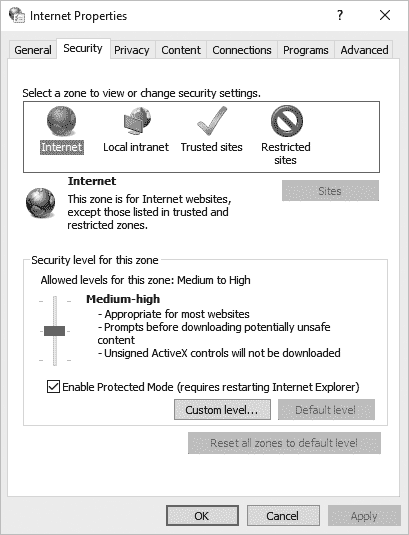 Internet Properties
General Security Privacy Content Connections Programs Advanced
Select a zone to view or change security settings.
Internet Local intranet Trusted sites Restricted
sites
Internet
Sites
This zone is for Internet websites,
except those listed in trusted and
restricted zones.
Security level for this zone
Allowed levels for this zone: Medium to High
Medium-high
- Appropriate for most websites
- Prompts before downloading potentially unsafe
content
- Unsigned ActiveX controls will not be downloaded
Enable Protected Mode (requires restarting Internet Explorer)
Custom level... Default level
Reset all zones to default level
OK Cancel Apply